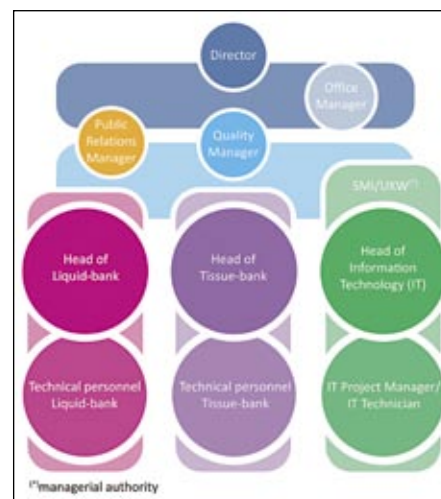 Director
Office
Manager
Public
Relations
Manager
Quality
Manager
SMI/UKW(*)
Head of
Liquid-bank
Head of
Tissue-bank
Head of
Information
Technology (IT)
Technical personnel
Liquid-bank
Technical personnel
Tissue-bank
IT Project Manager/
IT Technician
(*)managerial authority